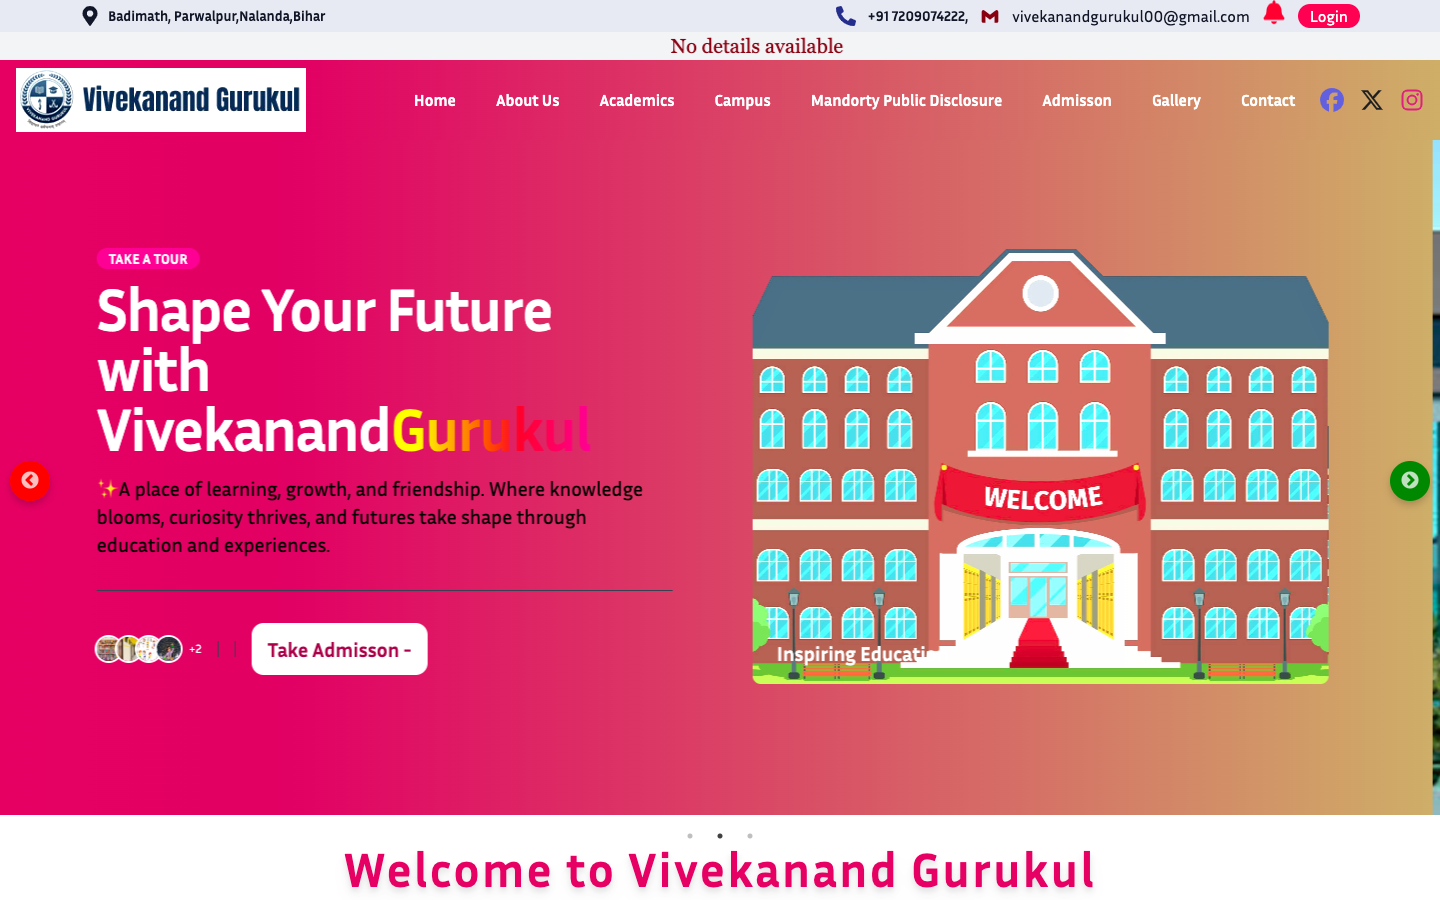 Badimath, Parwalpur,Nalanda,Bihar
+91 7209074222,
vivekanandgurukul00@gmail.com
Login
No details available
Vivekanand Gurukul
Home
About Us
Academics
Campus
Mandorty Public Disclosure
Admisson
Gallery
Contact
TAKE A TOUR
Shape Your Future
with
VivekanandGurukul
✨A place of learning, growth, and friendship. Where knowledge
blooms, curiosity thrives, and futures take shape through
education and experiences.
+2
Take Admisson -
WELCOME
Inspiring Educatio
Welcome to Vivekanand Gurukul